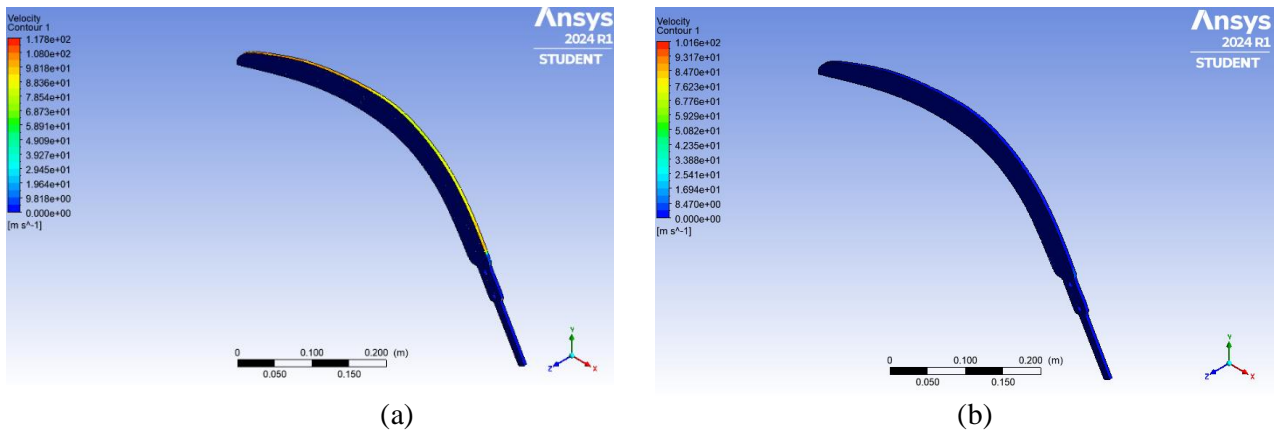 Velocity
Contour 1
1.178e+02
1.080e+02
9.818e+01
8.836e+01
7.854e+01
6.873e+01
5.891e+01
4.909e+01
3.927e+01
2.945e+01
1.964e+01
9.818e+00
0.000e+00
[m s^-1]
Ansys
2024 R1
STUDENT
0 0.100 0.200 (m)
0.050 0.150
Y
Z X
(a)
Velocity
Contour 1
1.016e+02
9.317e+01
8.470e+01
7.623e+01
6.776e+01
5.929e+01
5.082e+01
4.235e+01
3.388e+01
2.541e+01
1.694e+01
8.470e+00
0.000e+00
[m s^-1]
Ansys
2024 R1
STUDENT
0 0.100 0.200 (m)
0.050 0.150
Y
Z X
(b)